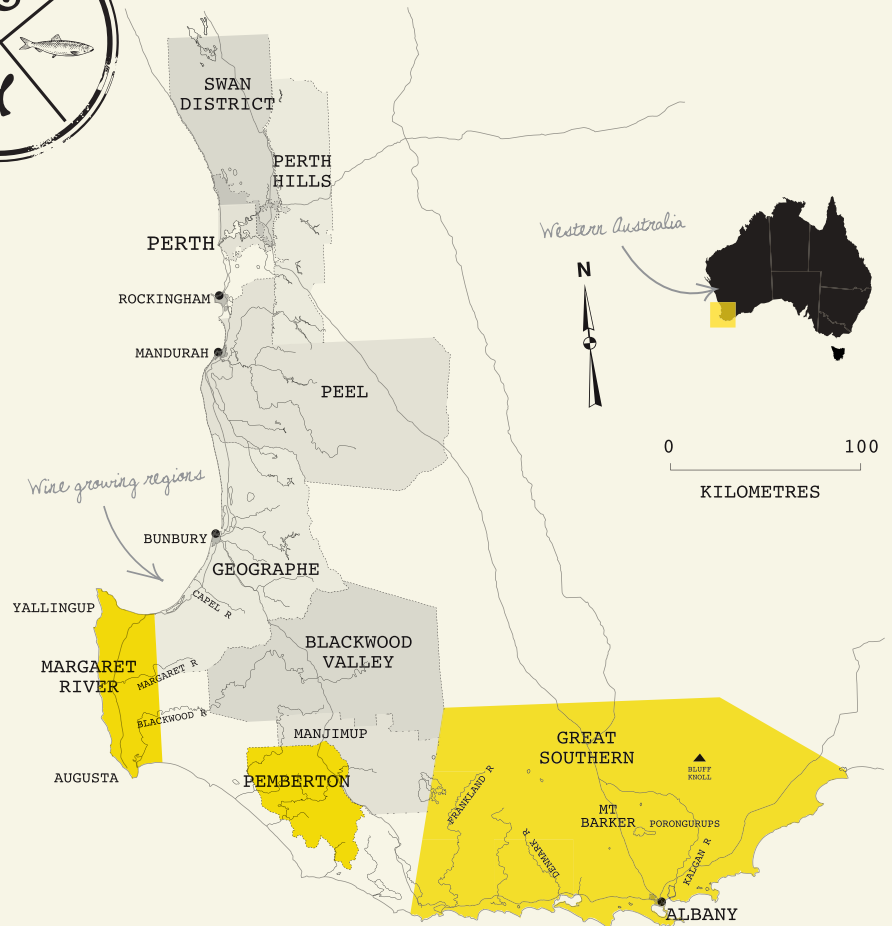 SWAN
DISTRICT
PERTH
HILLS
PERTH
Western Australia
N
ROCKINGHAM
MANDURAH
PEEL
0 100
KILOMETRES
Wine growing regions
BUNBURY
GEOGRAPHE
CAPEL R
YALLINGUP
BLACKWOOD
VALLEY
MARGARET
RIVER
MARGARET R
BLACKWOOD R
MANJIMUP
GREAT
SOUTHERN
BLUFF
KNOLL
AUGUSTA
PEMBERTON
FRANKLAND R
MT
BARKER
PORONGURUPS
DENMARK R
KALGAN R
ALBANY